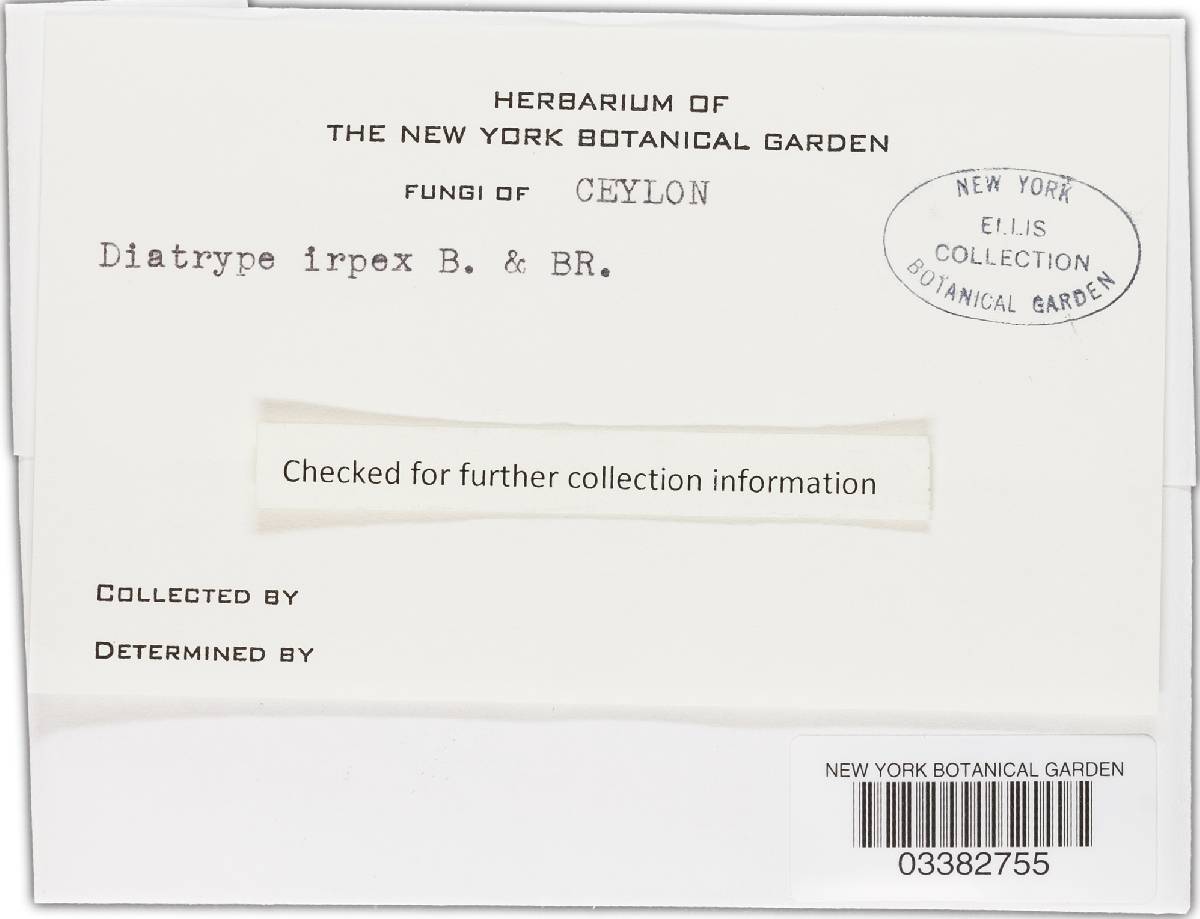 HERBARIUM OF
THE NEW YORK BOTANICAL GARDEN
FUNGI OF CEYLON
Diatrype irpex B. & BR.
NEW YORK
ELLIS
COLLECTION
BOTANICAL GARDEN
Checked for further collection information
COLLECTED BY
DETERMINED BY
NEW YORK BOTANICAL GARDEN
03382755